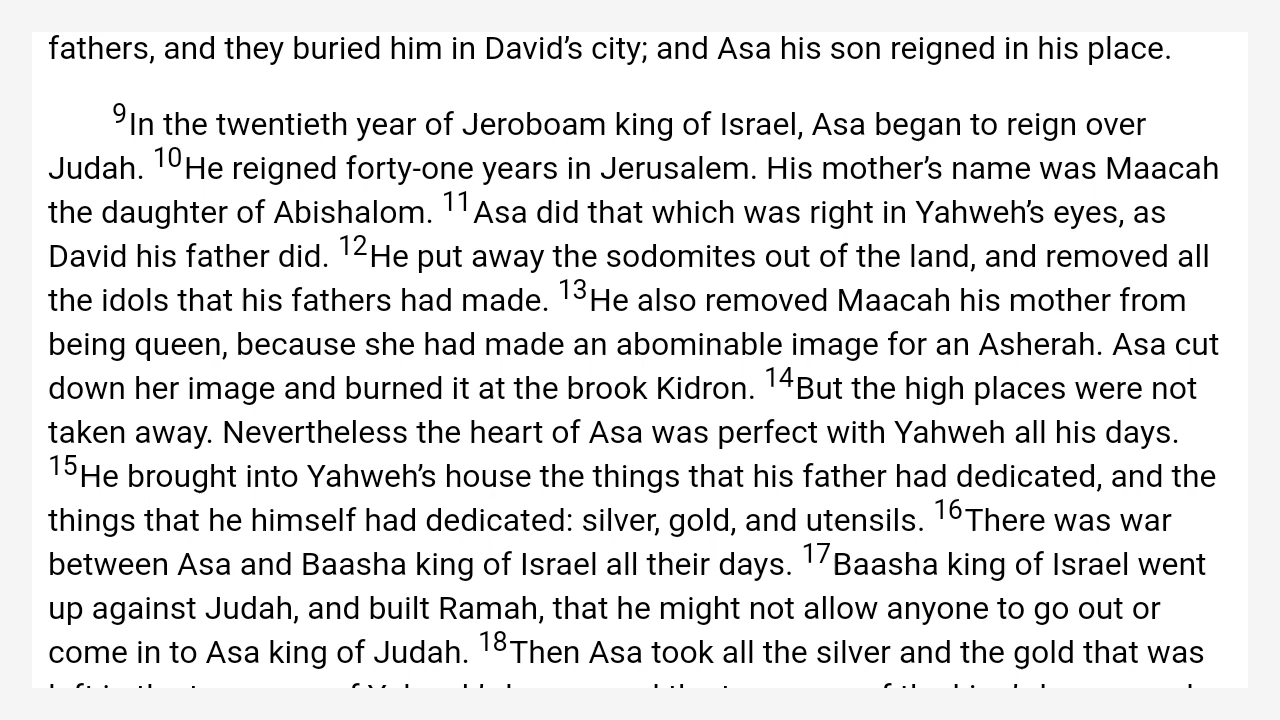 fathers, and they buried him in David’s city; and Asa his son reigned in his place.
9In the twentieth year of Jeroboam king of Israel, Asa began to reign over
Judah. 10He reigned forty-one years in Jerusalem. His mother’s name was Maacah
the daughter of Abishalom. 11Asa did that which was right in Yahweh’s eyes, as
David his father did. 12He put away the sodomites out of the land, and removed all
the idols that his fathers had made. 13He also removed Maacah his mother from
being queen, because she had made an abominable image for an Asherah. Asa cut
down her image and burned it at the brook Kidron. 14But the high places were not
taken away. Nevertheless the heart of Asa was perfect with Yahweh all his days.
15He brought into Yahweh’s house the things that his father had dedicated, and the
things that he himself had dedicated: silver, gold, and utensils. 16There was war
between Asa and Baasha king of Israel all their days. 17Baasha king of Israel went
up against Judah, and built Ramah, that he might not allow anyone to go out or
come in to Asa king of Judah. 18Then Asa took all the silver and the gold that was